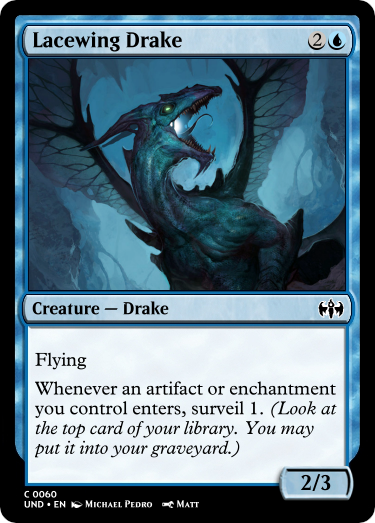 Lacewing Drake 2
Creature — Drake
Flying
Whenever an artifact or enchantment
you control enters, surveil 1. (Look at
the top card of your library. You may
put it into your graveyard.)
2/3
C 0060
UND • EN Michael Pedro Matt